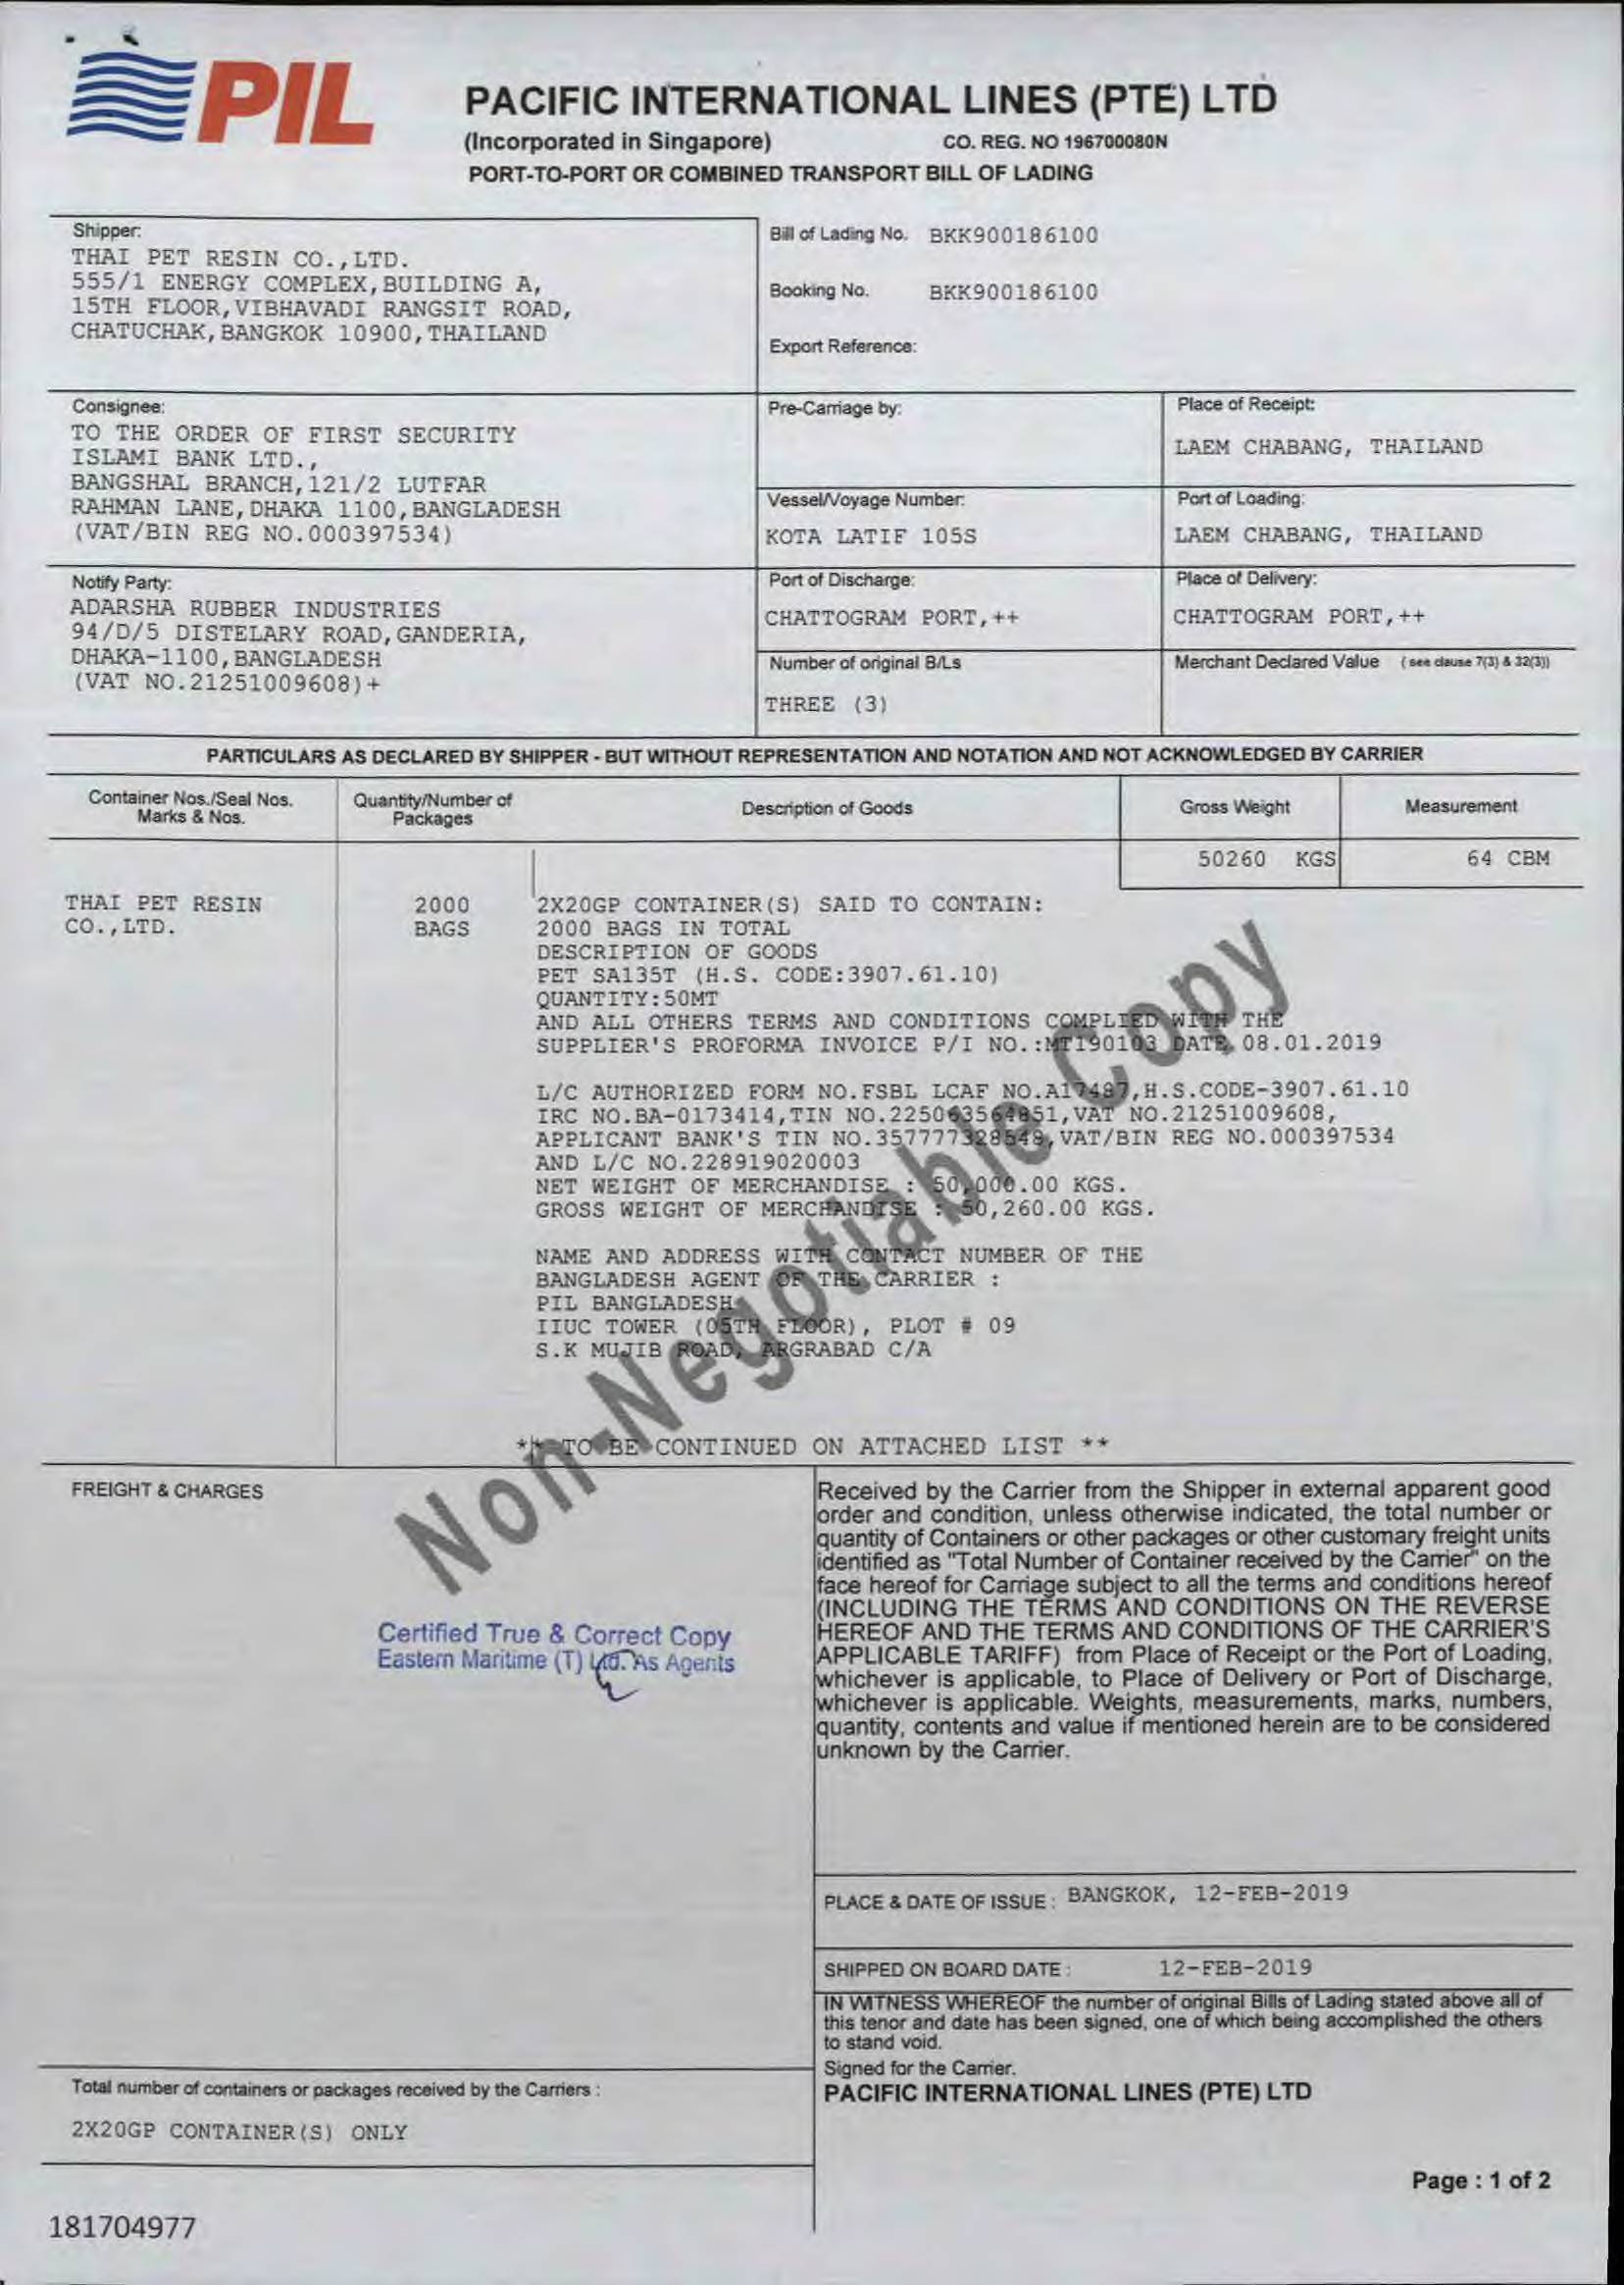 PIL
PACIFIC INTERNATIONAL LINES (PTE) LTD
(Incorporated in Singapore) CO. REG. NO 196700080N
PORT-TO-PORT OR COMBINED TRANSPORT BILL OF LADING
Shipper:
THAI PET RESIN CO.,LTD.
555/1 ENERGY COMPLEX,BUILDING A,
15TH FLOOR,VIBHAVADI RANGSIT ROAD,
CHATUCHAK,BANGKOK 10900,THAILAND
Bill of Lading No. BKK900186100
Booking No. BKK900186100
Export Reference:
Consignee:
TO THE ORDER OF FIRST SECURITY
ISLAMI BANK LTD.,
BANGSHAL BRANCH,121/2 LUTFAR
RAHMAN LANE,DHAKA 1100,BANGLADESH
(VAT/BIN REG NO.000397534)
Pre-Carriage by:
Place of Receipt:
LAEM CHABANG, THAILAND
Vessel/Voyage Number:
KOTA LATIF 105S
Port of Loading:
LAEM CHABANG, THAILAND
Notify Party:
ADARSHA RUBBER INDUSTRIES
94/D/5 DISTELARY ROAD,GANDERIA,
DHAKA-1100,BANGLADESH
(VAT NO.21251009608)+
Port of Discharge:
CHATTOGRAM PORT,++
Place of Delivery:
CHATTOGRAM PORT,++
Number of original B/Ls
THREE (3)
Merchant Declared Value (see clause 7(3) & 32(3))
PARTICULARS AS DECLARED BY SHIPPER - BUT WITHOUT REPRESENTATION AND NOTATION AND NOT ACKNOWLEDGED BY CARRIER
Container Nos./Seal Nos.
Marks & Nos.
Quantity/Number of
Packages
Description of Goods
Gross Weight
Measurement
50260 KGS
64 CBM
THAI PET RESIN
CO.,LTD.
2000
BAGS
2X20GP CONTAINER(S) SAID TO CONTAIN:
2000 BAGS IN TOTAL
DESCRIPTION OF GOODS
PET SA135T (H.S. CODE:3907.61.10)
QUANTITY:50MT
AND ALL OTHERS TERMS AND CONDITIONS COMPLIED WITH THE
SUPPLIER'S PROFORMA INVOICE P/I NO.:MT190103 DATE 08.01.2019
L/C AUTHORIZED FORM NO.FSBL LCAF NO.A17487,H.S.CODE-3907.61.10
IRC NO.BA-0173414,TIN NO.225063564851,VAT NO.21251009608,
APPLICANT BANK'S TIN NO.357777328549,VAT/BIN REG NO.000397534
AND L/C NO.228919020003
NET WEIGHT OF MERCHANDISE : 50,000.00 KGS.
GROSS WEIGHT OF MERCHANDISE : 50,260.00 KGS.
NAME AND ADDRESS WITH CONTACT NUMBER OF THE
BANGLADESH AGENT OF THE CARRIER :
PIL BANGLADESH
IIUC TOWER (05TH FLOOR), PLOT # 09
S.K MUJIB ROAD, ARGRABAD C/A
** TO BE CONTINUED ON ATTACHED LIST **
Non-Negotiable Copy
FREIGHT & CHARGES
Certified True & Correct Copy
Eastern Maritime (T) Ltd. As Agents
Received by the Carrier from the Shipper in external apparent good
order and condition, unless otherwise indicated, the total number or
quantity of Containers or other packages or other customary freight units
identified as "Total Number of Container received by the Carrier" on the
face hereof for Carriage subject to all the terms and conditions hereof
(INCLUDING THE TERMS AND CONDITIONS ON THE REVERSE
HEREOF AND THE TERMS AND CONDITIONS OF THE CARRIER'S
APPLICABLE TARIFF) from Place of Receipt or the Port of Loading,
whichever is applicable, to Place of Delivery or Port of Discharge,
whichever is applicable. Weights, measurements, marks, numbers,
quantity, contents and value if mentioned herein are to be considered
unknown by the Carrier.
PLACE & DATE OF ISSUE : BANGKOK, 12-FEB-2019
SHIPPED ON BOARD DATE : 12-FEB-2019
IN WITNESS WHEREOF the number of original Bills of Lading stated above all of
this tenor and date has been signed, one of which being accomplished the others
to stand void.
Signed for the Carrier.
PACIFIC INTERNATIONAL LINES (PTE) LTD
Total number of containers or packages received by the Carriers :
2X20GP CONTAINER(S) ONLY
Page : 1 of 2
181704977